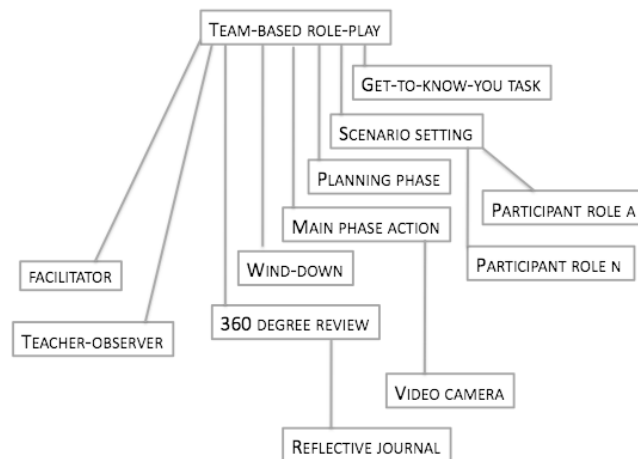 TEAM-BASED ROLE-PLAY
GET-TO-KNOW-YOU TASK
SCENARIO SETTING
PLANNING PHASE
PARTICIPANT ROLE A
MAIN PHASE ACTION
PARTICIPANT ROLE N
WIND-DOWN
FACILITATOR
360 DEGREE REVIEW
TEACHER-OBSERVER
VIDEO CAMERA
REFLECTIVE JOURNAL